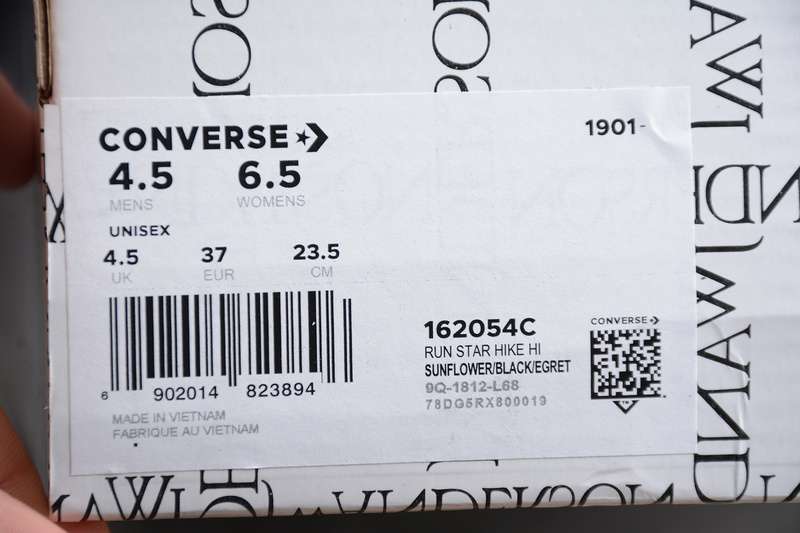 CONVERSE
1901-
4.5 6.5
MENS WOMENS
UNISEX
4.5 37 23.5
UK EUR CM
6 902014 823894
MADE IN VIETNAM
FABRIQUE AU VIETNAM
162054C
RUN STAR HIKE HI
SUNFLOWER/BLACK/EGRET
9Q-1812-L68
78DG5RX800019
CONVERSE